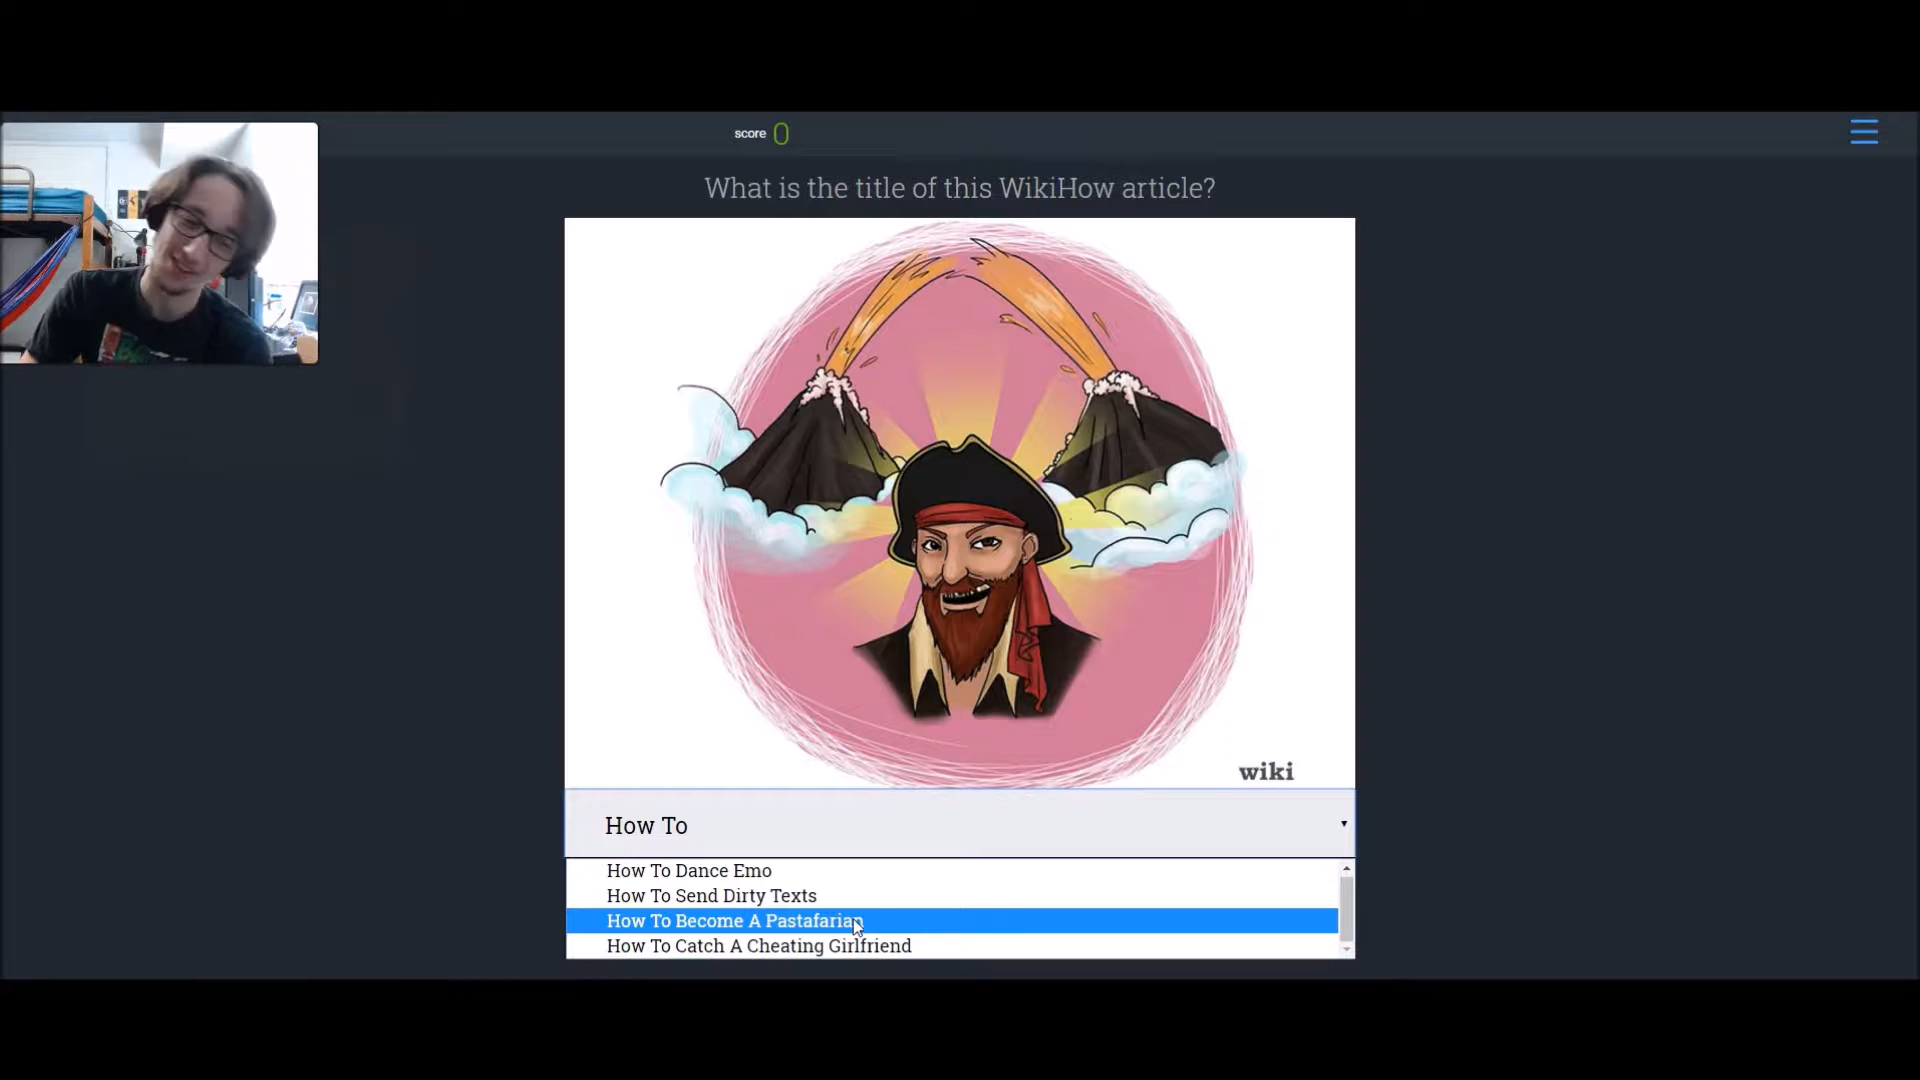 score 0
What is the title of this WikiHow article?
wiki
How To
How To Dance Emo
How To Send Dirty Texts
How To Become A Pastafarian
How To Catch A Cheating Girlfriend